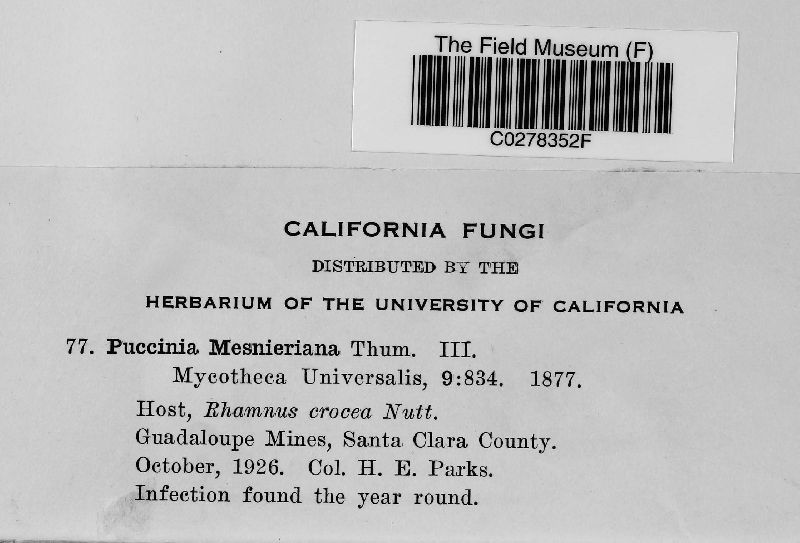 The Field Museum (F)
C0278352F
CALIFORNIA FUNGI
DISTRIBUTED BY THE
HERBARIUM OF THE UNIVERSITY OF CALIFORNIA
77. Puccinia Mesnieriana Thum. III.
Mycotheca Universalis, 9:834. 1877.
Host, Rhamnus crocea Nutt.
Guadaloupe Mines, Santa Clara County.
October, 1926. Col. H. E. Parks.
Infection found the year round.